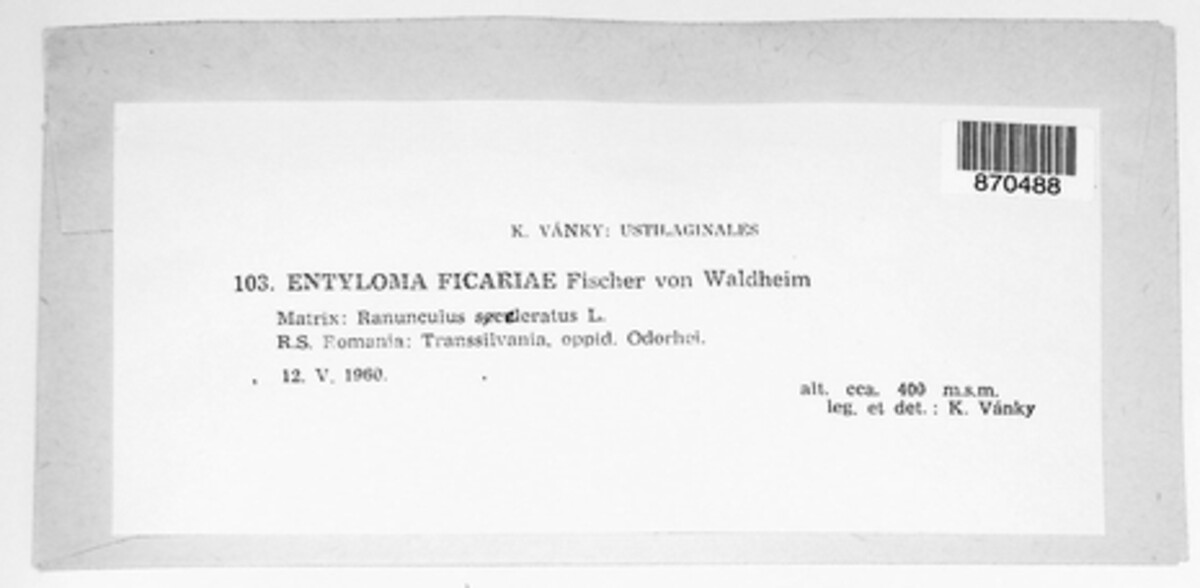 870488
K. VÁNKY: USTILAGINALES
103. ENTYLOMA FICARIAE Fischer von Waldheim
Matrix: Ranunculus sceleratus L.
R.S. Romania: Transsilvania, oppid. Odorhei.
12. V. 1960.
alt. cca. 400 m.s.m.
leg. et det.: K. Vánky